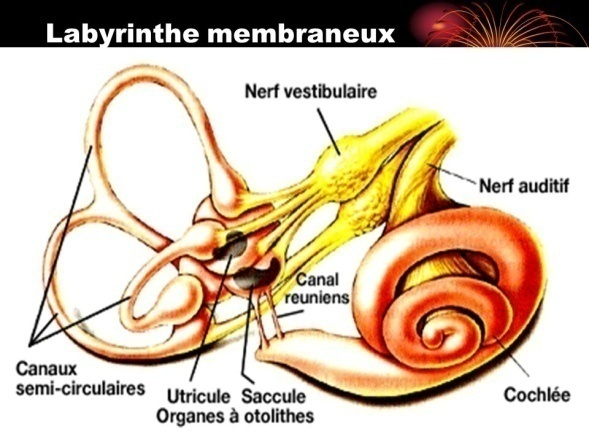 Labyrinthe membraneux
Nerf vestibulaire
Nerf auditif
Canal
reuniens
Canaux
semi-circulaires
Utricule Saccule
Organes à otolithes
Cochlée